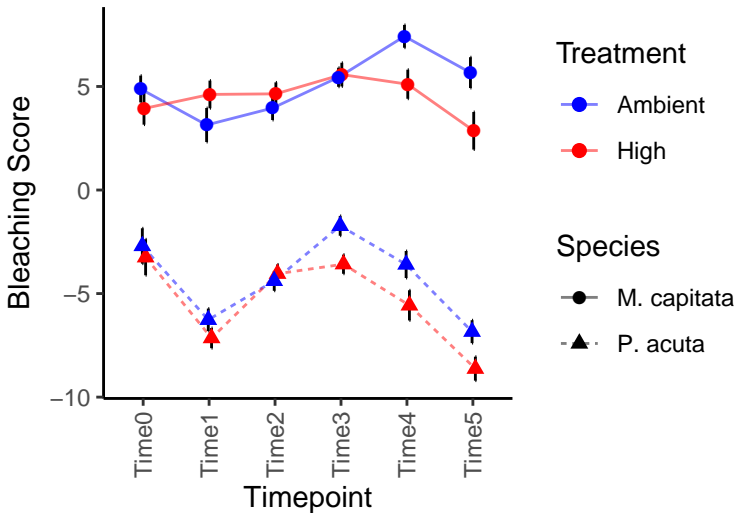 Bleaching Score
5
0
−5
−10
Time0
Time1
Time2
Time3
Time4
Time5
Timepoint
Treatment
Ambient
High
Species
M. capitata
P. acuta